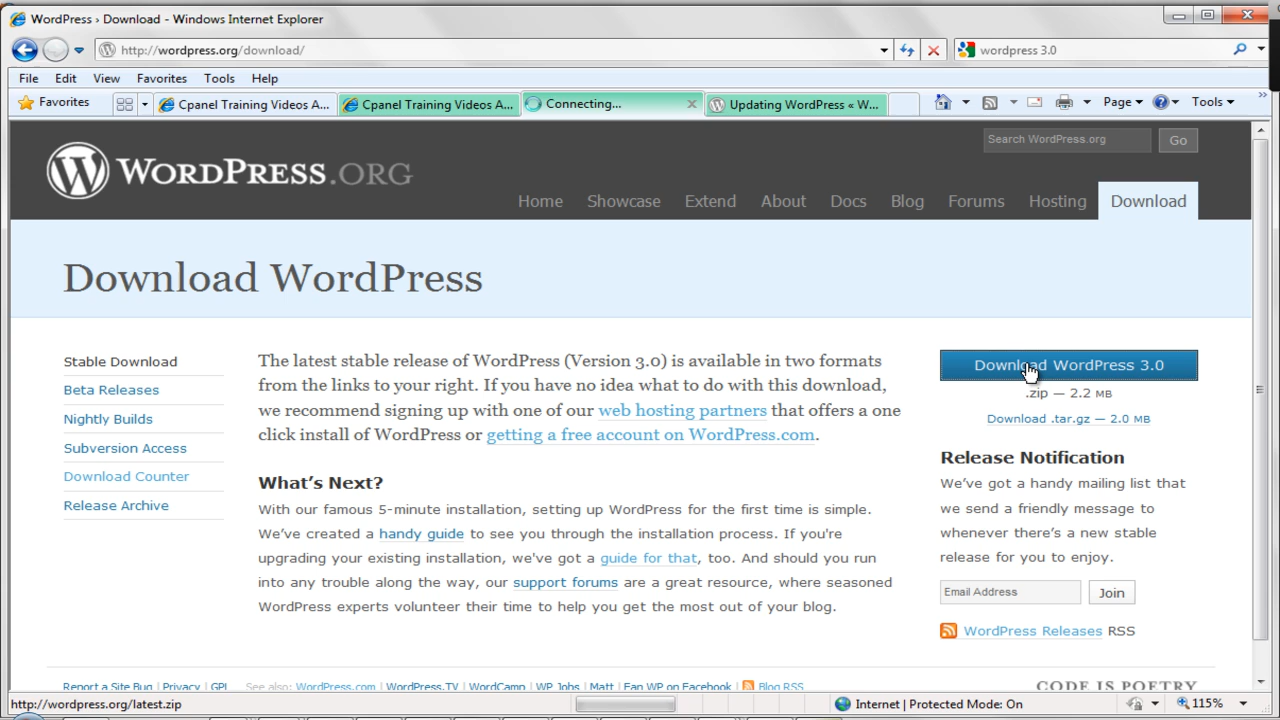 WordPress › Download - Windows Internet Explorer
http://wordpress.org/download/
wordpress 3.0
File Edit View Favorites Tools Help
Favorites
Cpanel Training Videos A...
Cpanel Training Videos A...
Connecting...
Updating WordPress « W...
Page
Tools
WORDPRESS.ORG
Search WordPress.org
Go
Home Showcase Extend About Docs Blog Forums Hosting Download
Download WordPress
Stable Download
Beta Releases
Nightly Builds
Subversion Access
Download Counter
Release Archive
The latest stable release of WordPress (Version 3.0) is available in two formats
from the links to your right. If you have no idea what to do with this download,
we recommend signing up with one of our web hosting partners that offers a one
click install of WordPress or getting a free account on WordPress.com.
What's Next?
With our famous 5-minute installation, setting up WordPress for the first time is simple.
We've created a handy guide to see you through the installation process. If you're
upgrading your existing installation, we've got a guide for that, too. And should you run
into any trouble along the way, our support forums are a great resource, where seasoned
WordPress experts volunteer their time to help you get the most out of your blog.
Download WordPress 3.0
.zip — 2.2 MB
Download .tar.gz — 2.0 MB
Release Notification
We've got a handy mailing list that
we send a friendly message to
whenever there's a new stable
release for you to enjoy.
Email Address
Join
WordPress Releases RSS
Report a Site Bug | Privacy | GPL
See also: WordPress.com | WordPress.TV | WordCamp | WP Jobs | Matt | Fan WP on Facebook | Blog RSS
CODE IS POETRY
http://wordpress.org/latest.zip
Internet | Protected Mode: On
115%